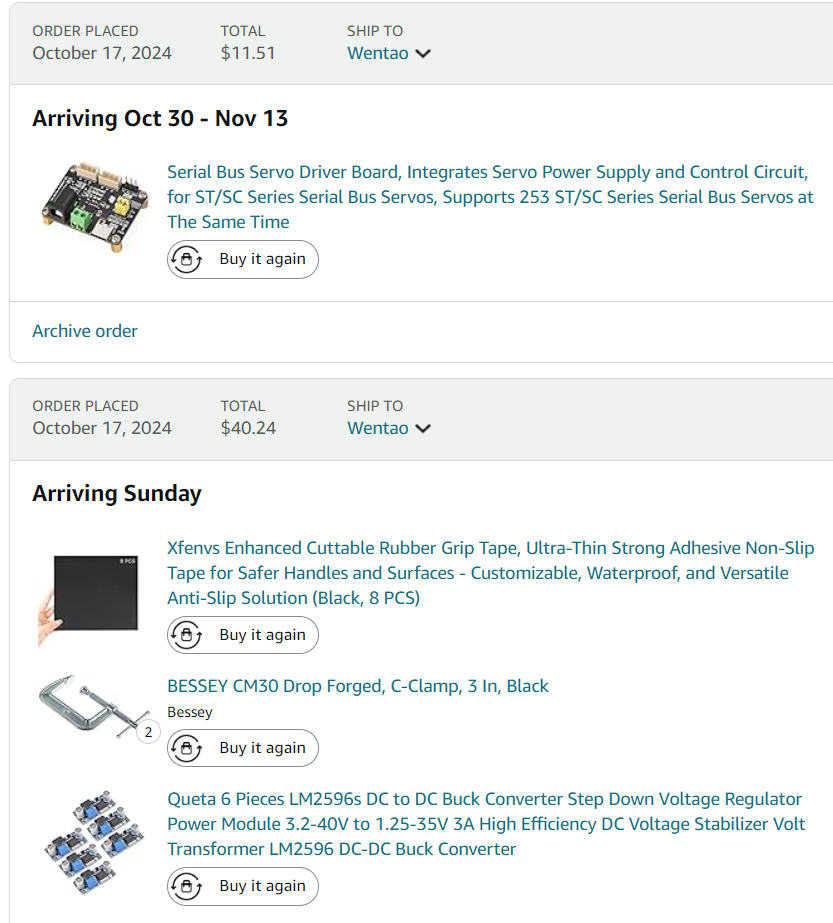 ORDER PLACED TOTAL SHIP TO
October 17, 2024 $11.51 Wentao
Arriving Oct 30 - Nov 13
Serial Bus Servo Driver Board, Integrates Servo Power Supply and Control Circuit,
for ST/SC Series Serial Bus Servos, Supports 253 ST/SC Series Serial Bus Servos at
The Same Time
Buy it again
Archive order
ORDER PLACED TOTAL SHIP TO
October 17, 2024 $40.24 Wentao
Arriving Sunday
8 PCS
Xfenvs Enhanced Cuttable Rubber Grip Tape, Ultra-Thin Strong Adhesive Non-Slip
Tape for Safer Handles and Surfaces - Customizable, Waterproof, and Versatile
Anti-Slip Solution (Black, 8 PCS)
Buy it again
BESSEY CM30 Drop Forged, C-Clamp, 3 In, Black
Bessey
2
Buy it again
Queta 6 Pieces LM2596s DC to DC Buck Converter Step Down Voltage Regulator
Power Module 3.2-40V to 1.25-35V 3A High Efficiency DC Voltage Stabilizer Volt
Transformer LM2596 DC-DC Buck Converter
Buy it again